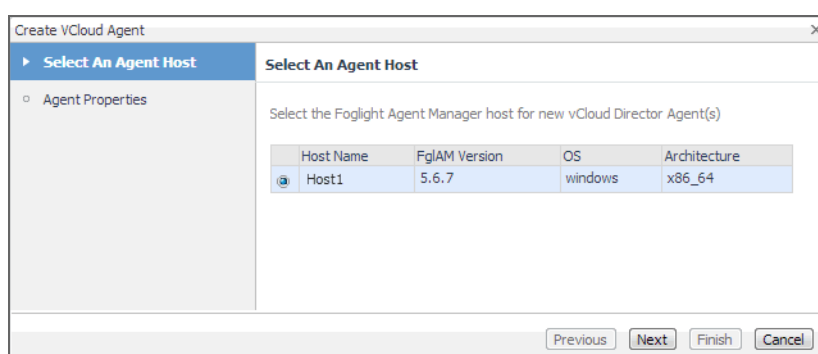 Create VCloud Agent
Select An Agent Host
Agent Properties
Select An Agent Host
Select the Foglight Agent Manager host for new vCloud Director Agent(s)
Host Name FglAM Version OS Architecture
Host1 5.6.7 windows x86_64
Previous Next Finish Cancel